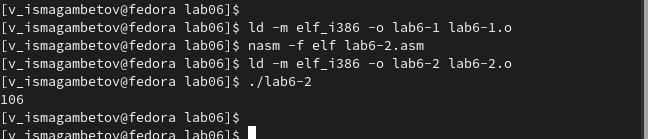 [v_ismagambetov@fedora lab06]$
[v_ismagambetov@fedora lab06]$ ld -m elf_i386 -o lab6-1 lab6-1.o
[v_ismagambetov@fedora lab06]$ nasm -f elf lab6-2.asm
[v_ismagambetov@fedora lab06]$ ld -m elf_i386 -o lab6-2 lab6-2.o
[v_ismagambetov@fedora lab06]$ ./lab6-2
106
[v_ismagambetov@fedora lab06]$
[v_ismagambetov@fedora lab06]$